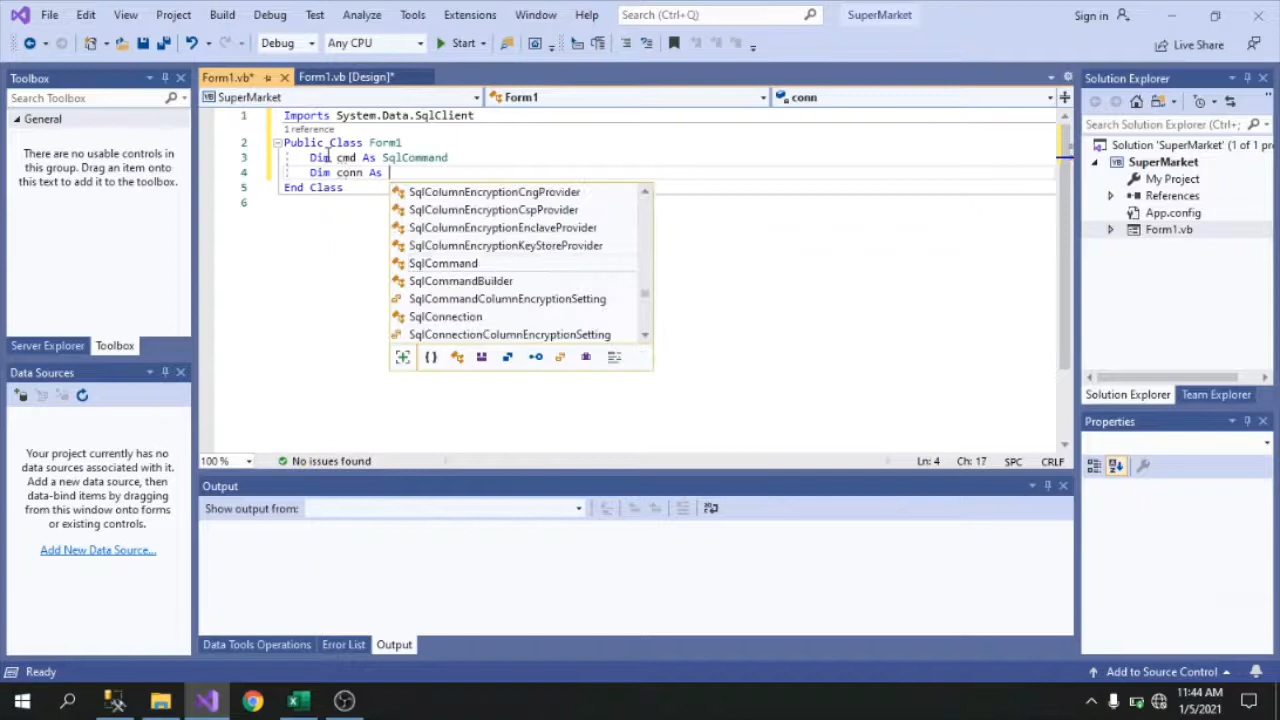 File Edit View Project Build Debug Test Analyze Tools Extensions Window Help Search (Ctrl+Q) SuperMarket Sign in
Debug Any CPU Start Live Share
Toolbox
Search Toolbox
General
There are no usable controls in
this group. Drag an item onto
this text to add it to the toolbox.
Server Explorer Toolbox
Data Sources
Your project currently has no
data sources associated with it.
Add a new data source, then
data-bind items by dragging
from this window onto forms
or existing controls.
Add New Data Source...
Form1.vb* Form1.vb [Design]*
SuperMarket Form1 conn
1 Imports System.Data.SqlClient
1 reference
2 Public Class Form1
3 Dim cmd As SqlCommand
4 Dim conn As
5 End Class
6
SqlColumnEncryptionCngProvider
SqlColumnEncryptionCspProvider
SqlColumnEncryptionEnclaveProvider
SqlColumnEncryptionKeyStoreProvider
SqlCommand
SqlCommandBuilder
SqlCommandColumnEncryptionSetting
SqlConnection
SqlConnectionColumnEncryptionSetting
100 % No issues found Ln: 4 Ch: 17 SPC CRLF
Output
Show output from:
Data Tools Operations Error List Output
Solution Explorer
Search Solution Explorer (Ctrl+;)
Solution 'SuperMarket' (1 of 1 pr
SuperMarket
My Project
References
App.config
Form1.vb
Solution Explorer Team Explorer
Properties
Ready Add to Source Control
11:44 AM
1/5/2021